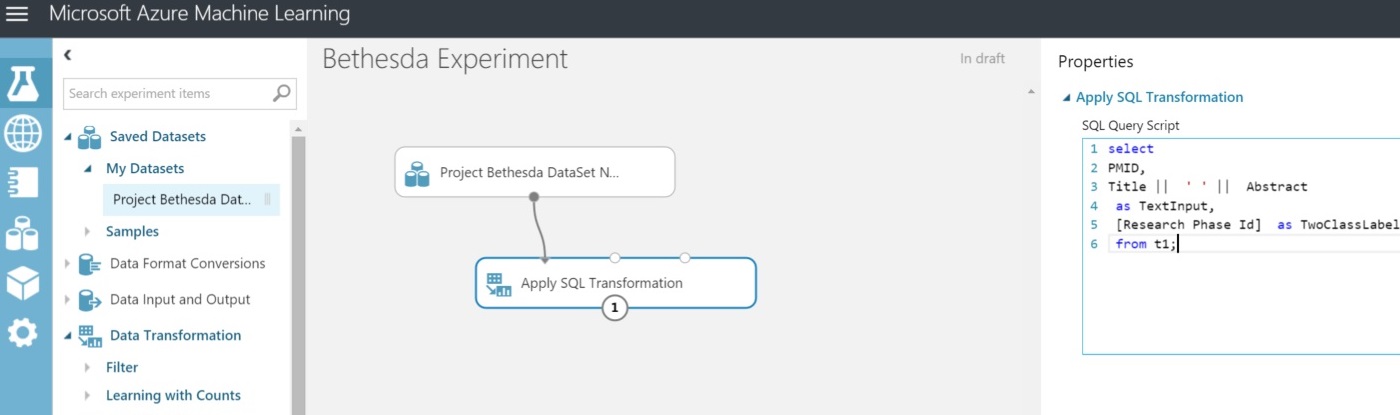 Microsoft Azure Machine Learning
Search experiment items
Saved Datasets
My Datasets
Project Bethesda Dat...
Samples
Data Format Conversions
Data Input and Output
Data Transformation
Filter
Learning with Counts
Bethesda Experiment
In draft
Project Bethesda DataSet N...
Apply SQL Transformation
1
Properties
Apply SQL Transformation
SQL Query Script
1 select
2 PMID,
3 Title || ' ' || Abstract
4 as TextInput,
5 [Research Phase Id] as TwoClassLabel
6 from t1;